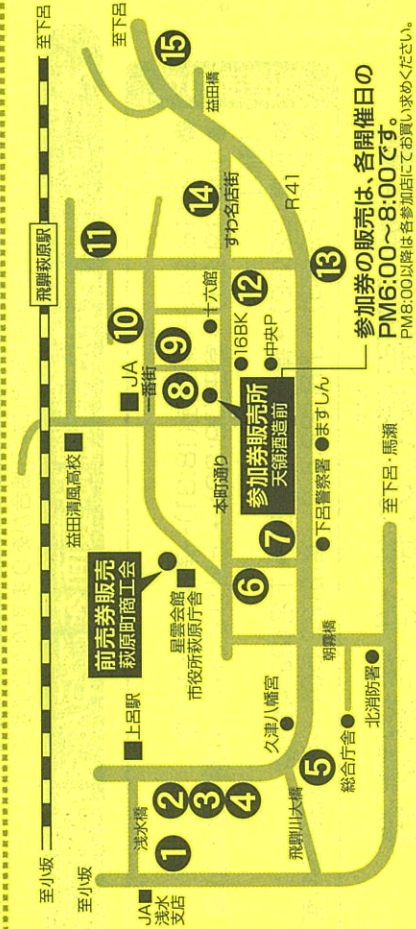 至小坂
飛騨萩原駅
至下呂
至小坂
上呂駅
益田清風高校
至下呂
JA
浅水
支店
浅水橋
1
2
3
4
前売券販売
萩原町商工会
星雲会館
市役所萩原庁舎
JA
一番街
8
9
10
11
十六館
本町通り
16BK
中央P
12
すわ名店街
14
益田橋
15
参加券販売所
天領酒造前
6
7
久津八幡宮
飛騨川大橋
5
総合庁舎
朝霧橋
北消防署
下呂警察署
ますしん
13
R41
至下呂・馬瀬
参加券の販売は、各開催日の
PM6:00〜8:00です。
PM8:00以降は各参加店にてお買い求めください。